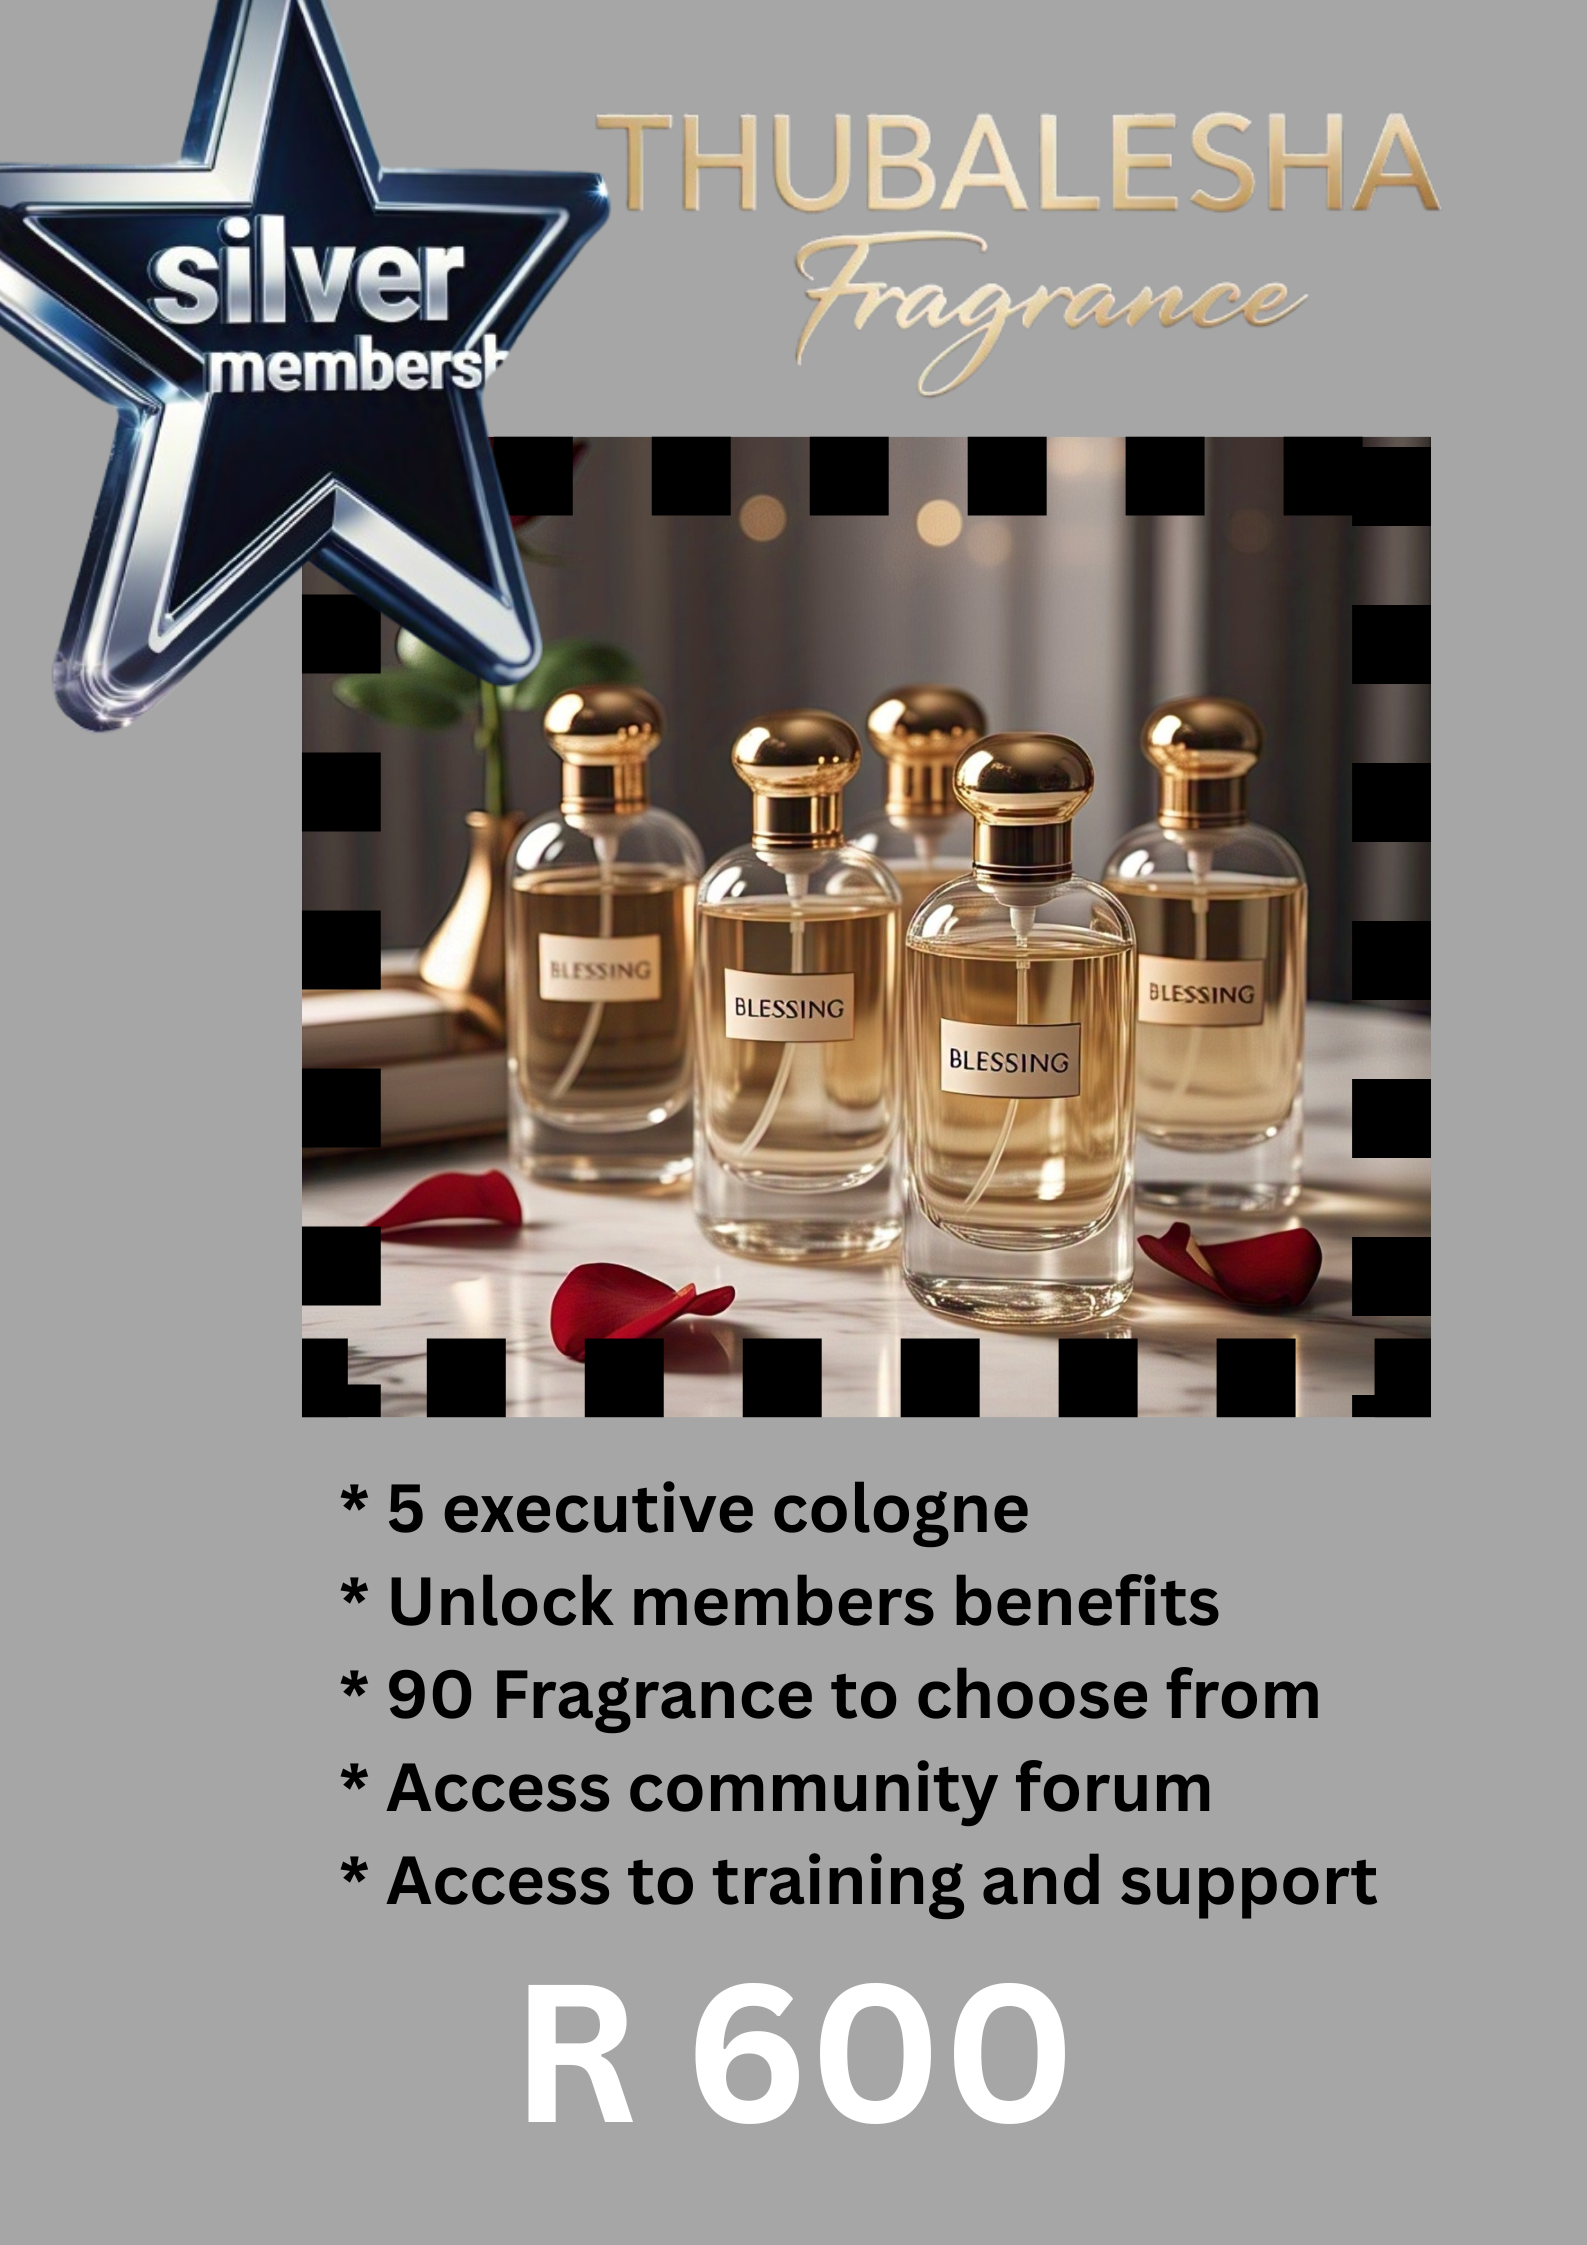 silver
membersh
THUBALESHA
Fragrance
BLESSING
BLESSING
BLESSING
BLESSING
* 5 executive cologne
* Unlock members benefits
* 90 Fragrance to choose from
* Access community forum
* Access to training and support
R 600